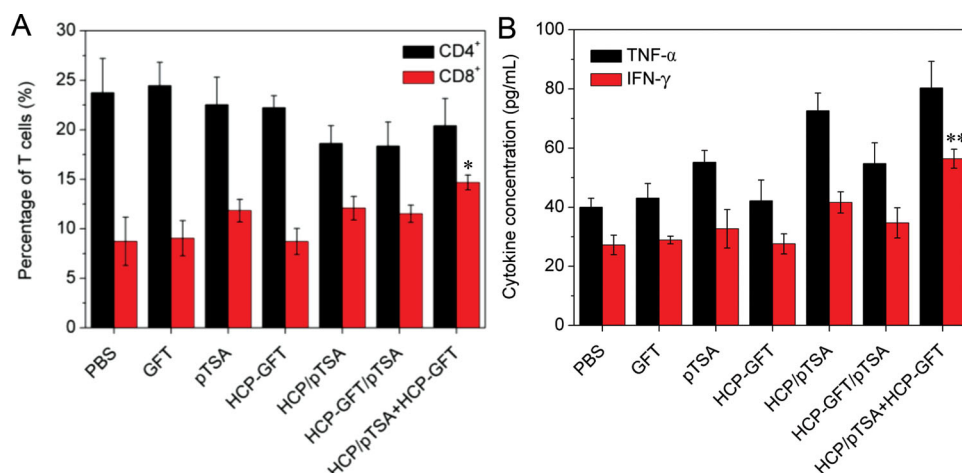 A
Percentage of T cells (%)
30
25
20
15
10
5
0
CD4⁺
CD8⁺
*
PBS
GFT
pTSA
HCP-GFT
HCP/pTSA
HCP-GFT/pTSA
HCP/pTSA+HCP-GFT
B
Cytokine concentration (pg/mL)
100
80
60
40
20
0
TNF-α
IFN-γ
**
PBS
GFT
pTSA
HCP-GFT
HCP/pTSA
HCP-GFT/pTSA
HCP/pTSA+HCP-GFT